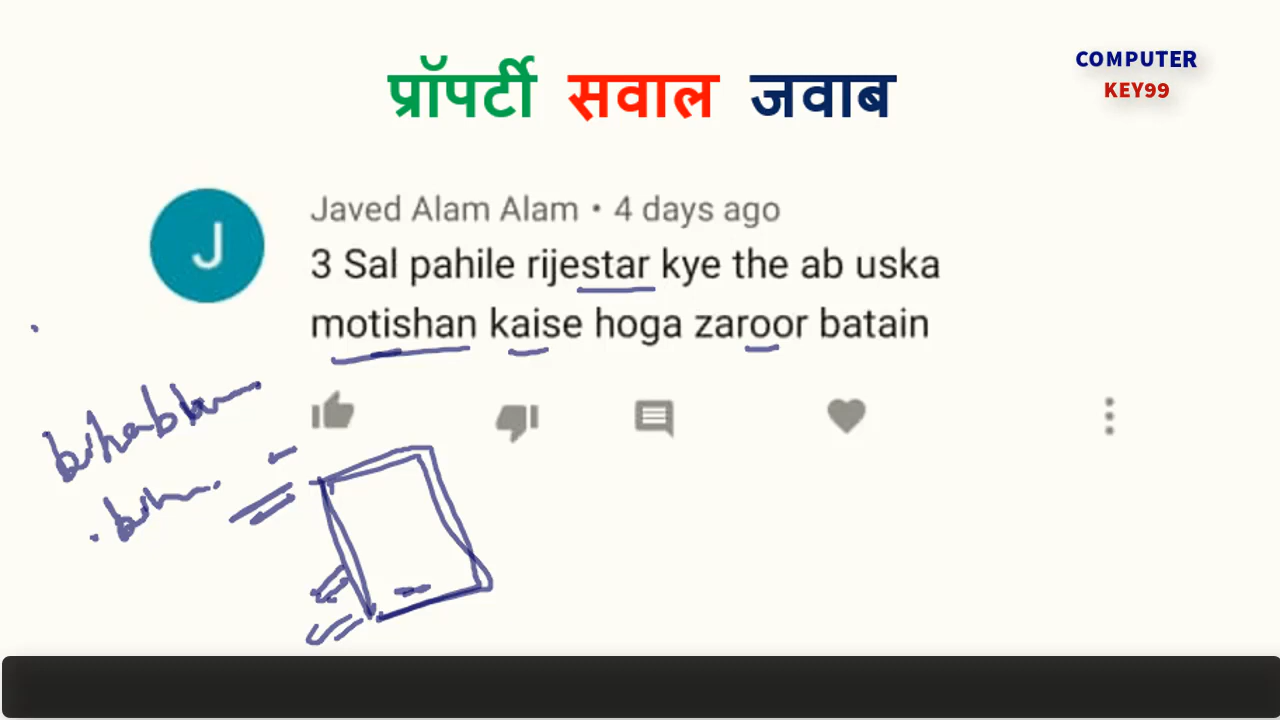 प्रॉपर्टी सवाल जवाब
COMPUTER
KEY99
J
Javed Alam Alam • 4 days ago
3 Sal pahile rijestar kye the ab uska
motishan kaise hoga zaroor batain